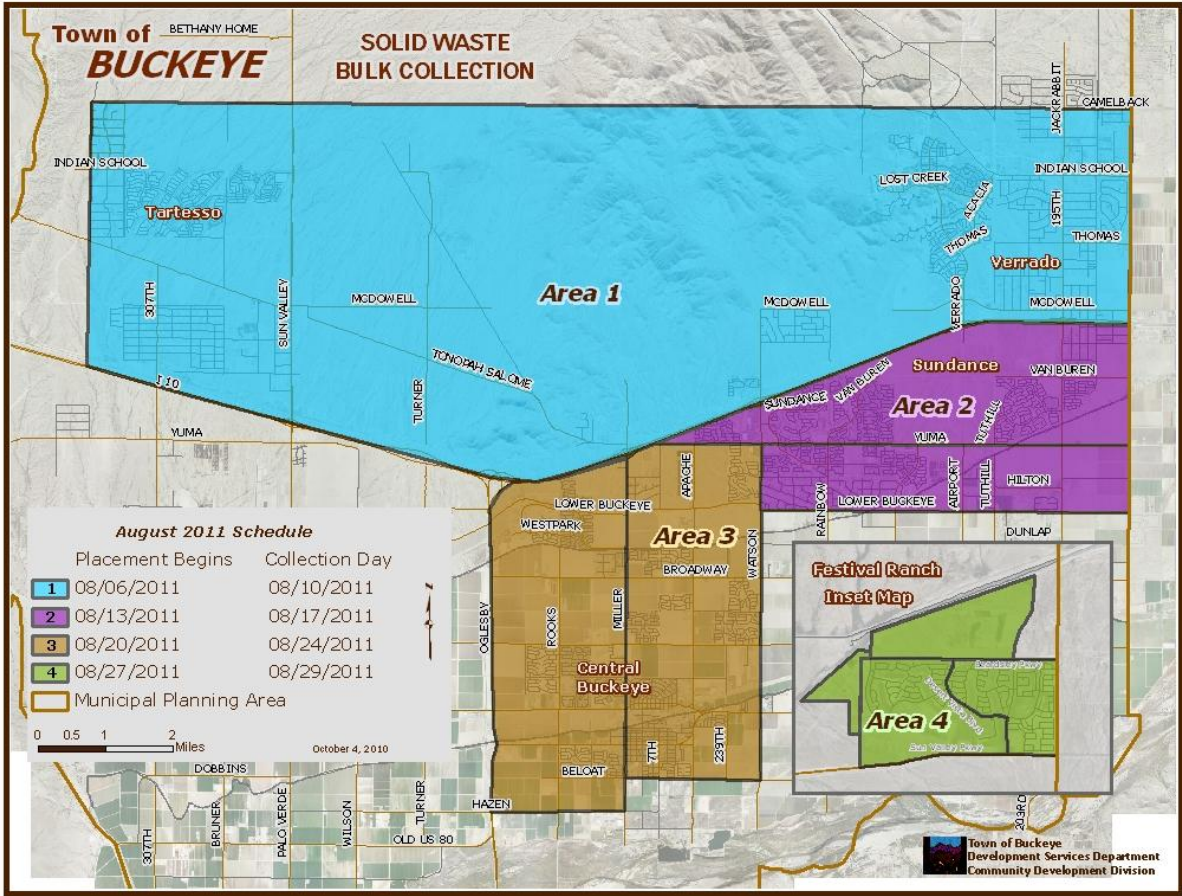 Town of
BUCKEYE
BETHANY HOME
SOLID WASTE
BULK COLLECTION
JACKRABBIT
CAMELBACK
INDIAN SCHOOL
LOST CREEK
INDIAN SCHOOL
Tartesso
ACACIA
195TH
THOMAS
THOMAS
Verrado
307TH
SUN VALLEY
MCDOWELL
Area 1
MCDOWELL
VERRADO
MCDOWELL
I 10
TURNER
TONOPAH SALOME
SUNDANCE
VAN BUREN
Sundance
VAN BUREN
Area 2
YUMA
YUMA
TUTHILL
APACHE
LOWER BUCKEYE
RAINBOW
LOWER BUCKEYE
AIRPORT
TUTHILL
HILTON
WESTPARK
Area 3
WATSON
DUNLAP
BROADWAY
OGLESBY
ROOKS
MILLER
Central
Buckeye
7TH
239TH
BELOAT
HAZEN
August 2011 Schedule
Placement Begins Collection Day
1 08/06/2011 08/10/2011
2 08/13/2011 08/17/2011
3 08/20/2011 08/24/2011
4 08/27/2011 08/29/2011
Municipal Planning Area
0 0.5 1 2
Miles
October 4, 2010
Festival Ranch
Inset Map
Area 4
Sun Valley Pkwy
DOBBINS
307TH
BRUNER
PALO VERDE
WILSON
TURNER
OLD US 80
203RD
Town of Buckeye
Development Services Department
Community Development Division